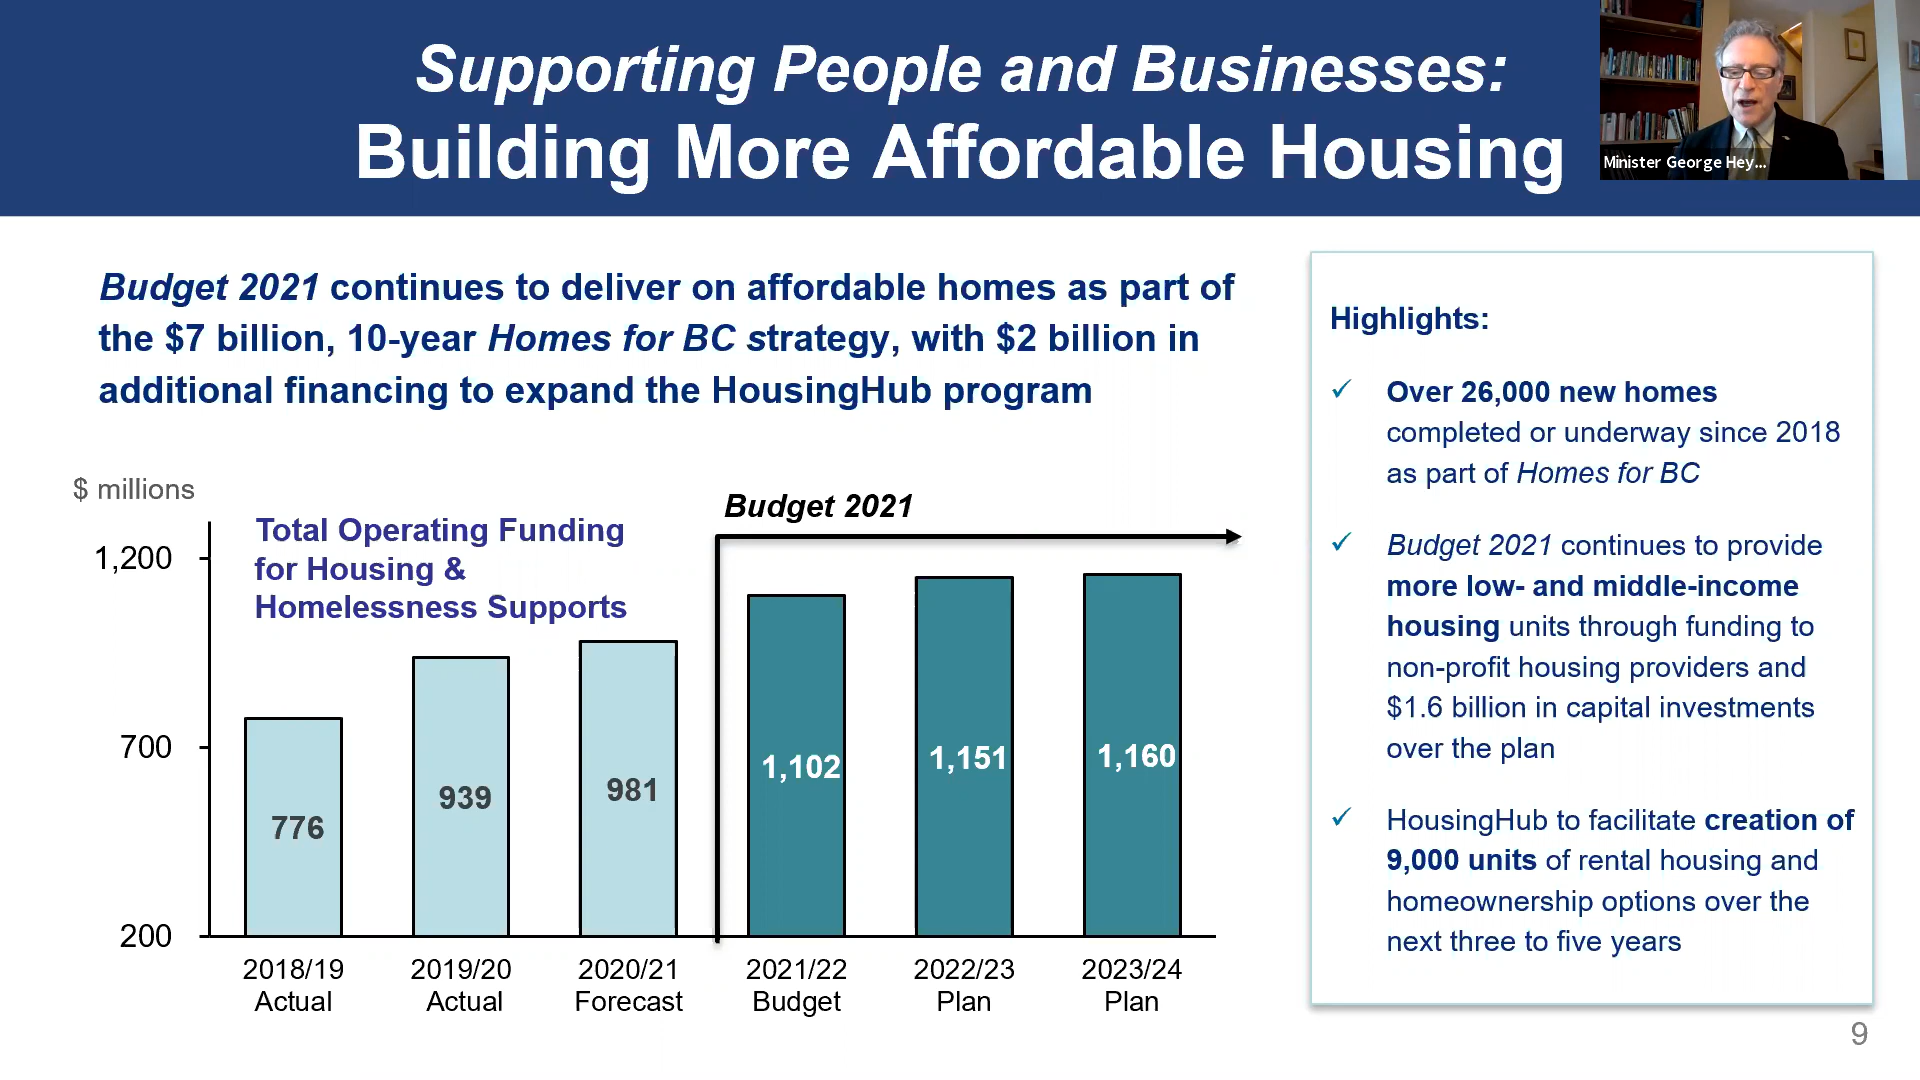 Supporting People and Businesses:
Building More Affordable Housing
Minister George Hey...
Budget 2021 continues to deliver on affordable homes as part of
the $7 billion, 10-year Homes for BC strategy, with $2 billion in
additional financing to expand the HousingHub program
$ millions
Total Operating Funding
for Housing &
Homelessness Supports
Budget 2021
1,200
700
200
776
939
981
1,102
1,151
1,160
2018/19
Actual
2019/20
Actual
2020/21
Forecast
2021/22
Budget
2022/23
Plan
2023/24
Plan
Highlights:
✓ Over 26,000 new homes
completed or underway since 2018
as part of Homes for BC
✓ Budget 2021 continues to provide
more low- and middle-income
housing units through funding to
non-profit housing providers and
$1.6 billion in capital investments
over the plan
✓ HousingHub to facilitate creation of
9,000 units of rental housing and
homeownership options over the
next three to five years
9